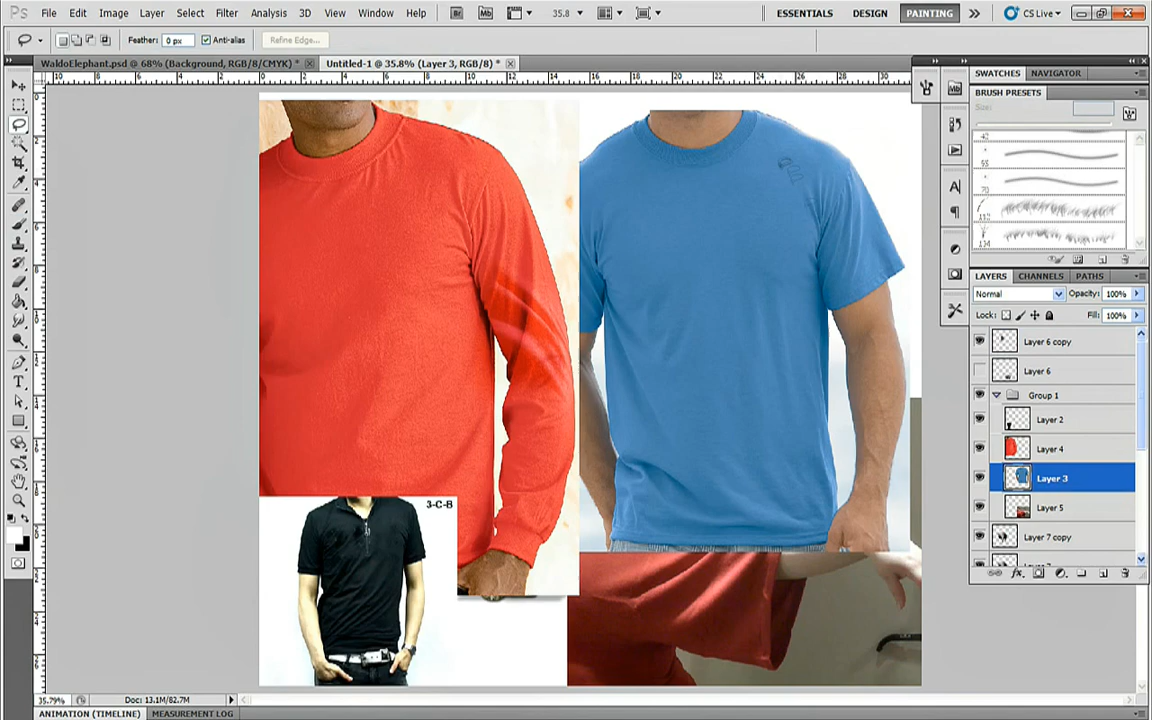 Ps File Edit Image Layer Select Filter Analysis 3D View Window Help Br Mb 35.8 ESSENTIALS DESIGN PAINTING CS Live
Feather: 0 px Anti-alias Refine Edge...
WaldoElephant.psd @ 68% (Background, RGB/8/CMYK) * Untitled-1 @ 35.8% (Layer 3, RGB/8) *
SWATCHES NAVIGATOR
BRUSH PRESETS
Size:
LAYERS CHANNELS PATHS
Normal Opacity: 100%
Lock: Fill: 100%
Layer 6 copy
Layer 6
Group 1
Layer 2
Layer 4
Layer 3
Layer 5
Layer 7 copy
3-C-B
35.79% Doc: 13.1M/82.7M
ANIMATION (TIMELINE) MEASUREMENT LOG